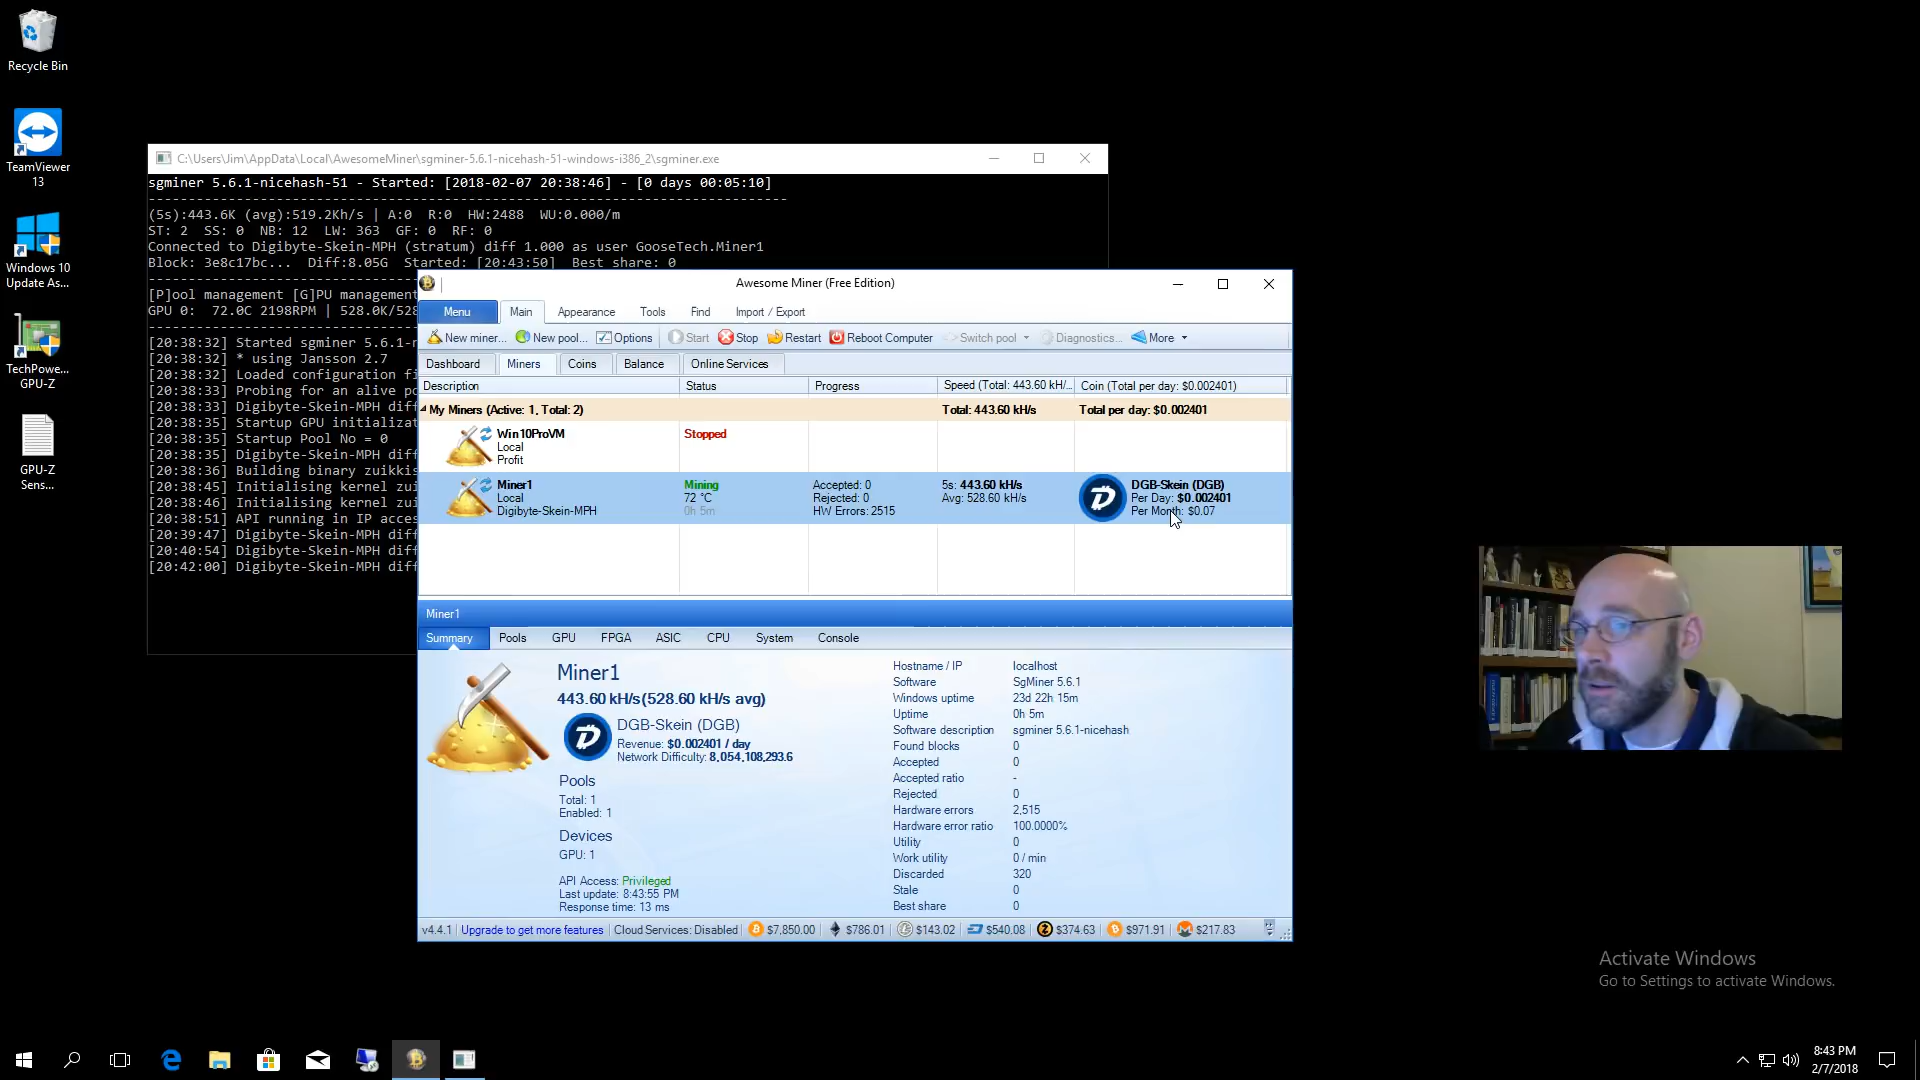 Recycle Bin
TeamViewer
13
Windows 10
Update As...
TechPowe...
GPU-Z
GPU-Z
Sens...
C:\Users\Jim\AppData\Local\AwesomeMiner\sgminer-5.6.1-nicehash-51-windows-i386_2\sgminer.exe
sgminer 5.6.1-nicehash-51 - Started: [2018-02-07 20:38:46] - [0 days 00:05:10]
(5s):443.6K (avg):519.2Kh/s | A:0 R:0 HW:2488 WU:0.000/m
ST: 2 SS: 0 NB: 12 LW: 363 GF: 0 RF: 0
Connected to Digibyte-Skein-MPH (stratum) diff 1.000 as user GooseTech.Miner1
Block: 3e8c17bc... Diff:8.05G Started: [20:43:50] Best share: 0
[P]ool management [G]PU management
GPU 0: 72.0C 2198RPM | 528.0K/528
[20:38:32] Started sgminer 5.6.1-n
[20:38:32] * using Jansson 2.7
[20:38:32] Loaded configuration fi
[20:38:33] Probing for an alive po
[20:38:33] Digibyte-Skein-MPH diff
[20:38:35] Startup GPU initializat
[20:38:35] Startup Pool No = 0
[20:38:35] Digibyte-Skein-MPH diff
[20:38:36] Building binary zuikkis
[20:38:45] Initialising kernel zui
[20:38:46] Initialising kernel zui
[20:38:51] API running in IP acces
[20:39:47] Digibyte-Skein-MPH diff
[20:40:54] Digibyte-Skein-MPH diff
[20:42:00] Digibyte-Skein-MPH diff
Awesome Miner (Free Edition)
Menu Main Appearance Tools Find Import / Export
New miner... New pool... Options Start Stop Restart Reboot Computer Switch pool Diagnostics... More
Dashboard Miners Coins Balance Online Services
Description Status Progress Speed (Total: 443.60 kH/... Coin (Total per day: $0.002401)
My Miners (Active: 1, Total: 2) Total: 443.60 kH/s Total per day: $0.002401
Win10ProVM Stopped
Local
Profit
Miner1 Mining Accepted: 0 5s: 443.60 kH/s DGB-Skein (DGB)
Local 72 °C Rejected: 0 Avg: 528.60 kH/s Per Day: $0.002401
Digibyte-Skein-MPH 0h 5m HW Errors: 2515 Per Month: $0.07
Miner1
Summary Pools GPU FPGA ASIC CPU System Console
Miner1
443.60 kH/s(528.60 kH/s avg)
DGB-Skein (DGB)
Revenue: $0.002401 / day
Network Difficulty: 8,054,108,293.6
Pools
Total: 1
Enabled: 1
Devices
GPU: 1
API Access: Privileged
Last update: 8:43:55 PM
Response time: 13 ms
Hostname / IP localhost
Software SgMiner 5.6.1
Windows uptime 23d 22h 15m
Uptime 0h 5m
Software description sgminer 5.6.1-nicehash
Found blocks 0
Accepted 0
Accepted ratio -
Rejected 0
Hardware errors 2,515
Hardware error ratio 100.0000%
Utility 0
Work utility 0 / min
Discarded 320
Stale 0
Best share 0
v4.4.1 Upgrade to get more features Cloud Services: Disabled $7,850.00 $786.01 $143.02 $540.08 $374.63 $971.91 $217.83
Activate Windows
Go to Settings to activate Windows.
8:43 PM
2/7/2018